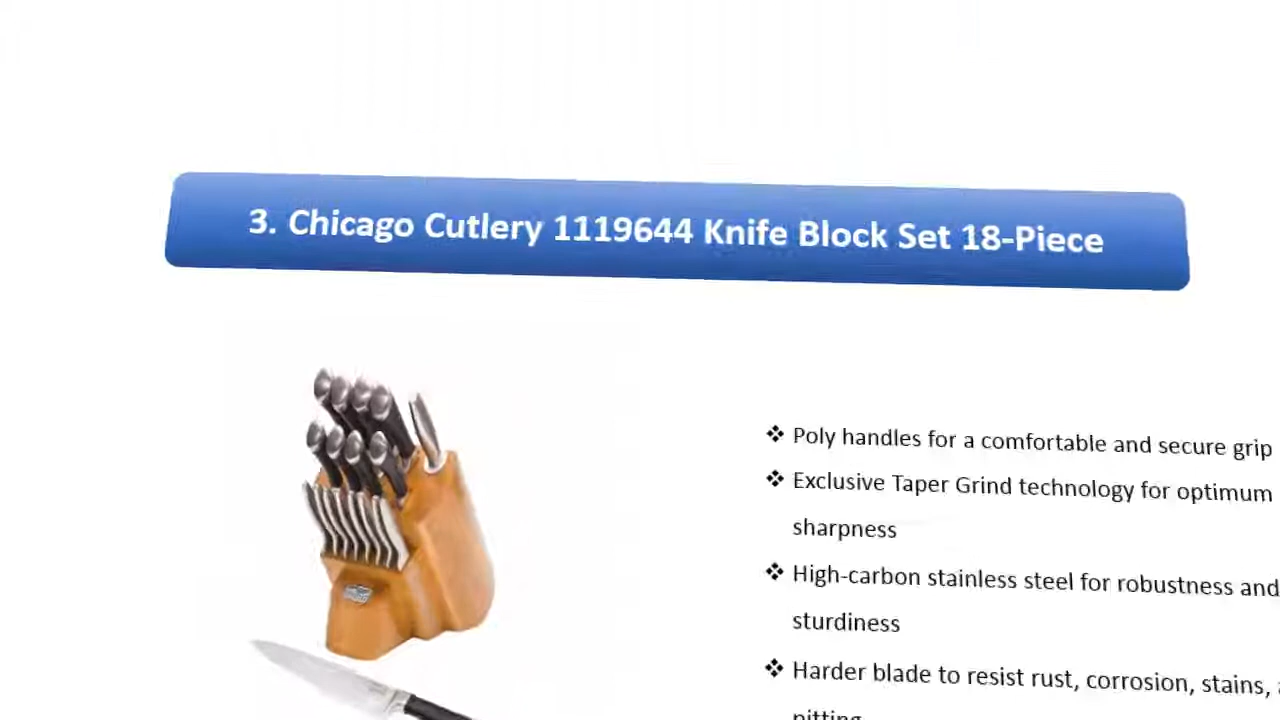 3. Chicago Cutlery 1119644 Knife Block Set 18-Piece
❖ Poly handles for a comfortable and secure grip
❖ Exclusive Taper Grind technology for optimum
sharpness
❖ High-carbon stainless steel for robustness and
sturdiness
❖ Harder blade to resist rust, corrosion, stains,
pitting